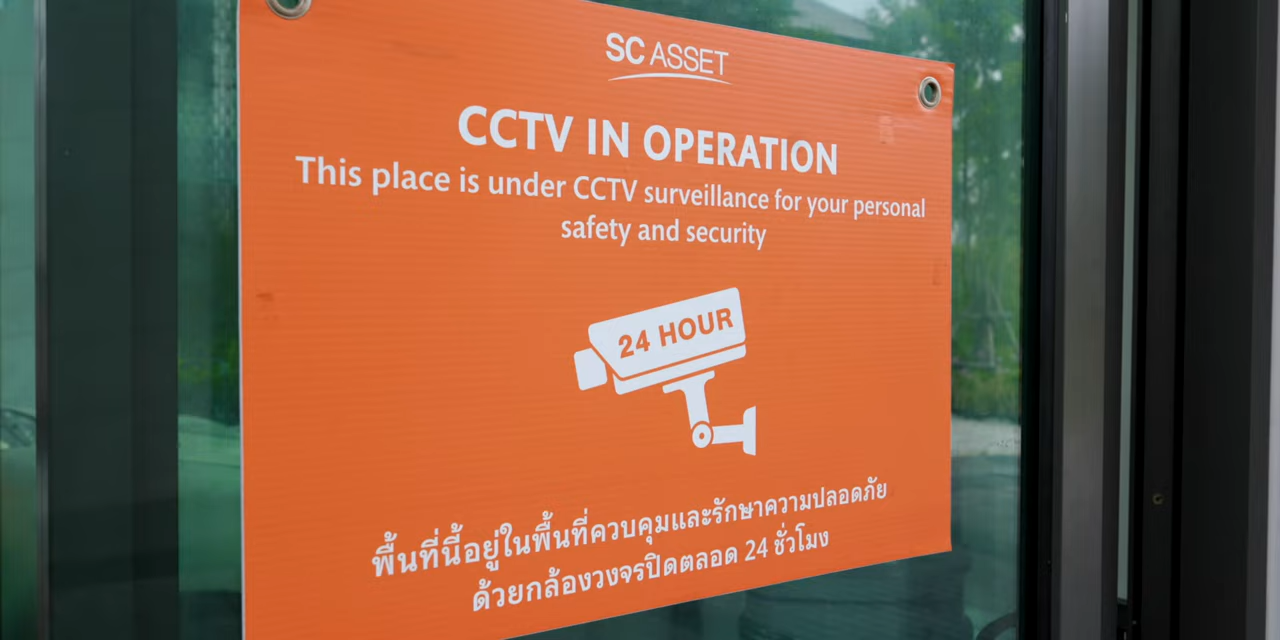 SC ASSET
CCTV IN OPERATION
This place is under CCTV surveillance for your personal
safety and security
24 HOUR
พื้นที่นี้อยู่ในพื้นที่ควบคุมและรักษาความปลอดภัย
ด้วยกล้องวงจรปิดตลอด 24 ชั่วโมง